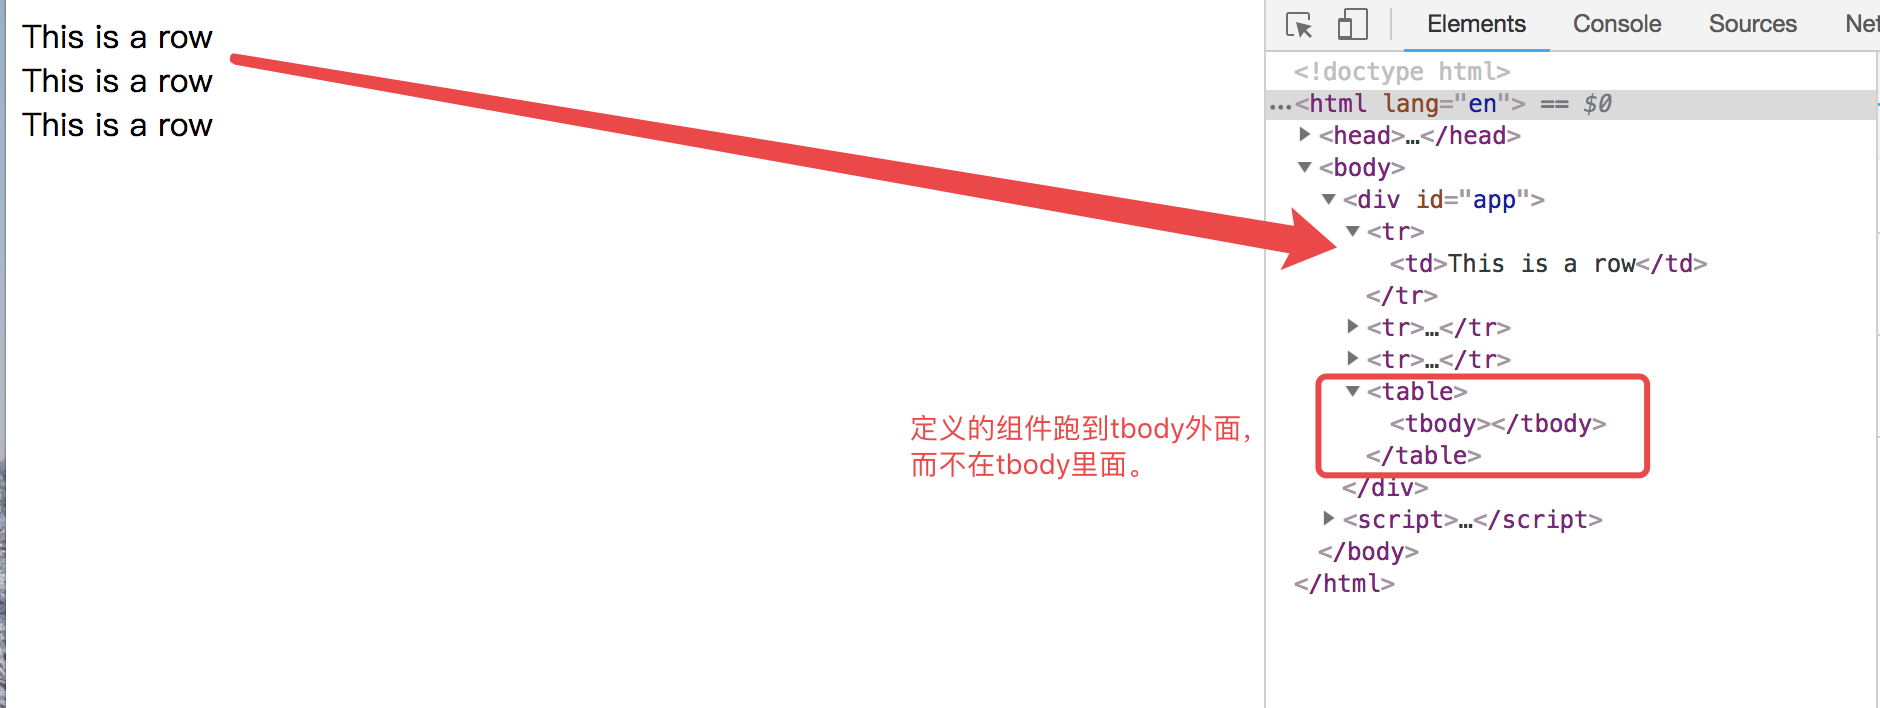 This is a row
This is a row
This is a row
定义的组件跑到tbody外面，
而不在tbody里面。
Elements Console Sources Net
<!doctype html>
…<html lang="en"> == $0
<head>…</head>
<body>
<div id="app">
<tr>
<td>This is a row</td>
</tr>
<tr>…</tr>
<tr>…</tr>
<table>
<tbody></tbody>
</table>
</div>
<script>…</script>
</body>
</html>